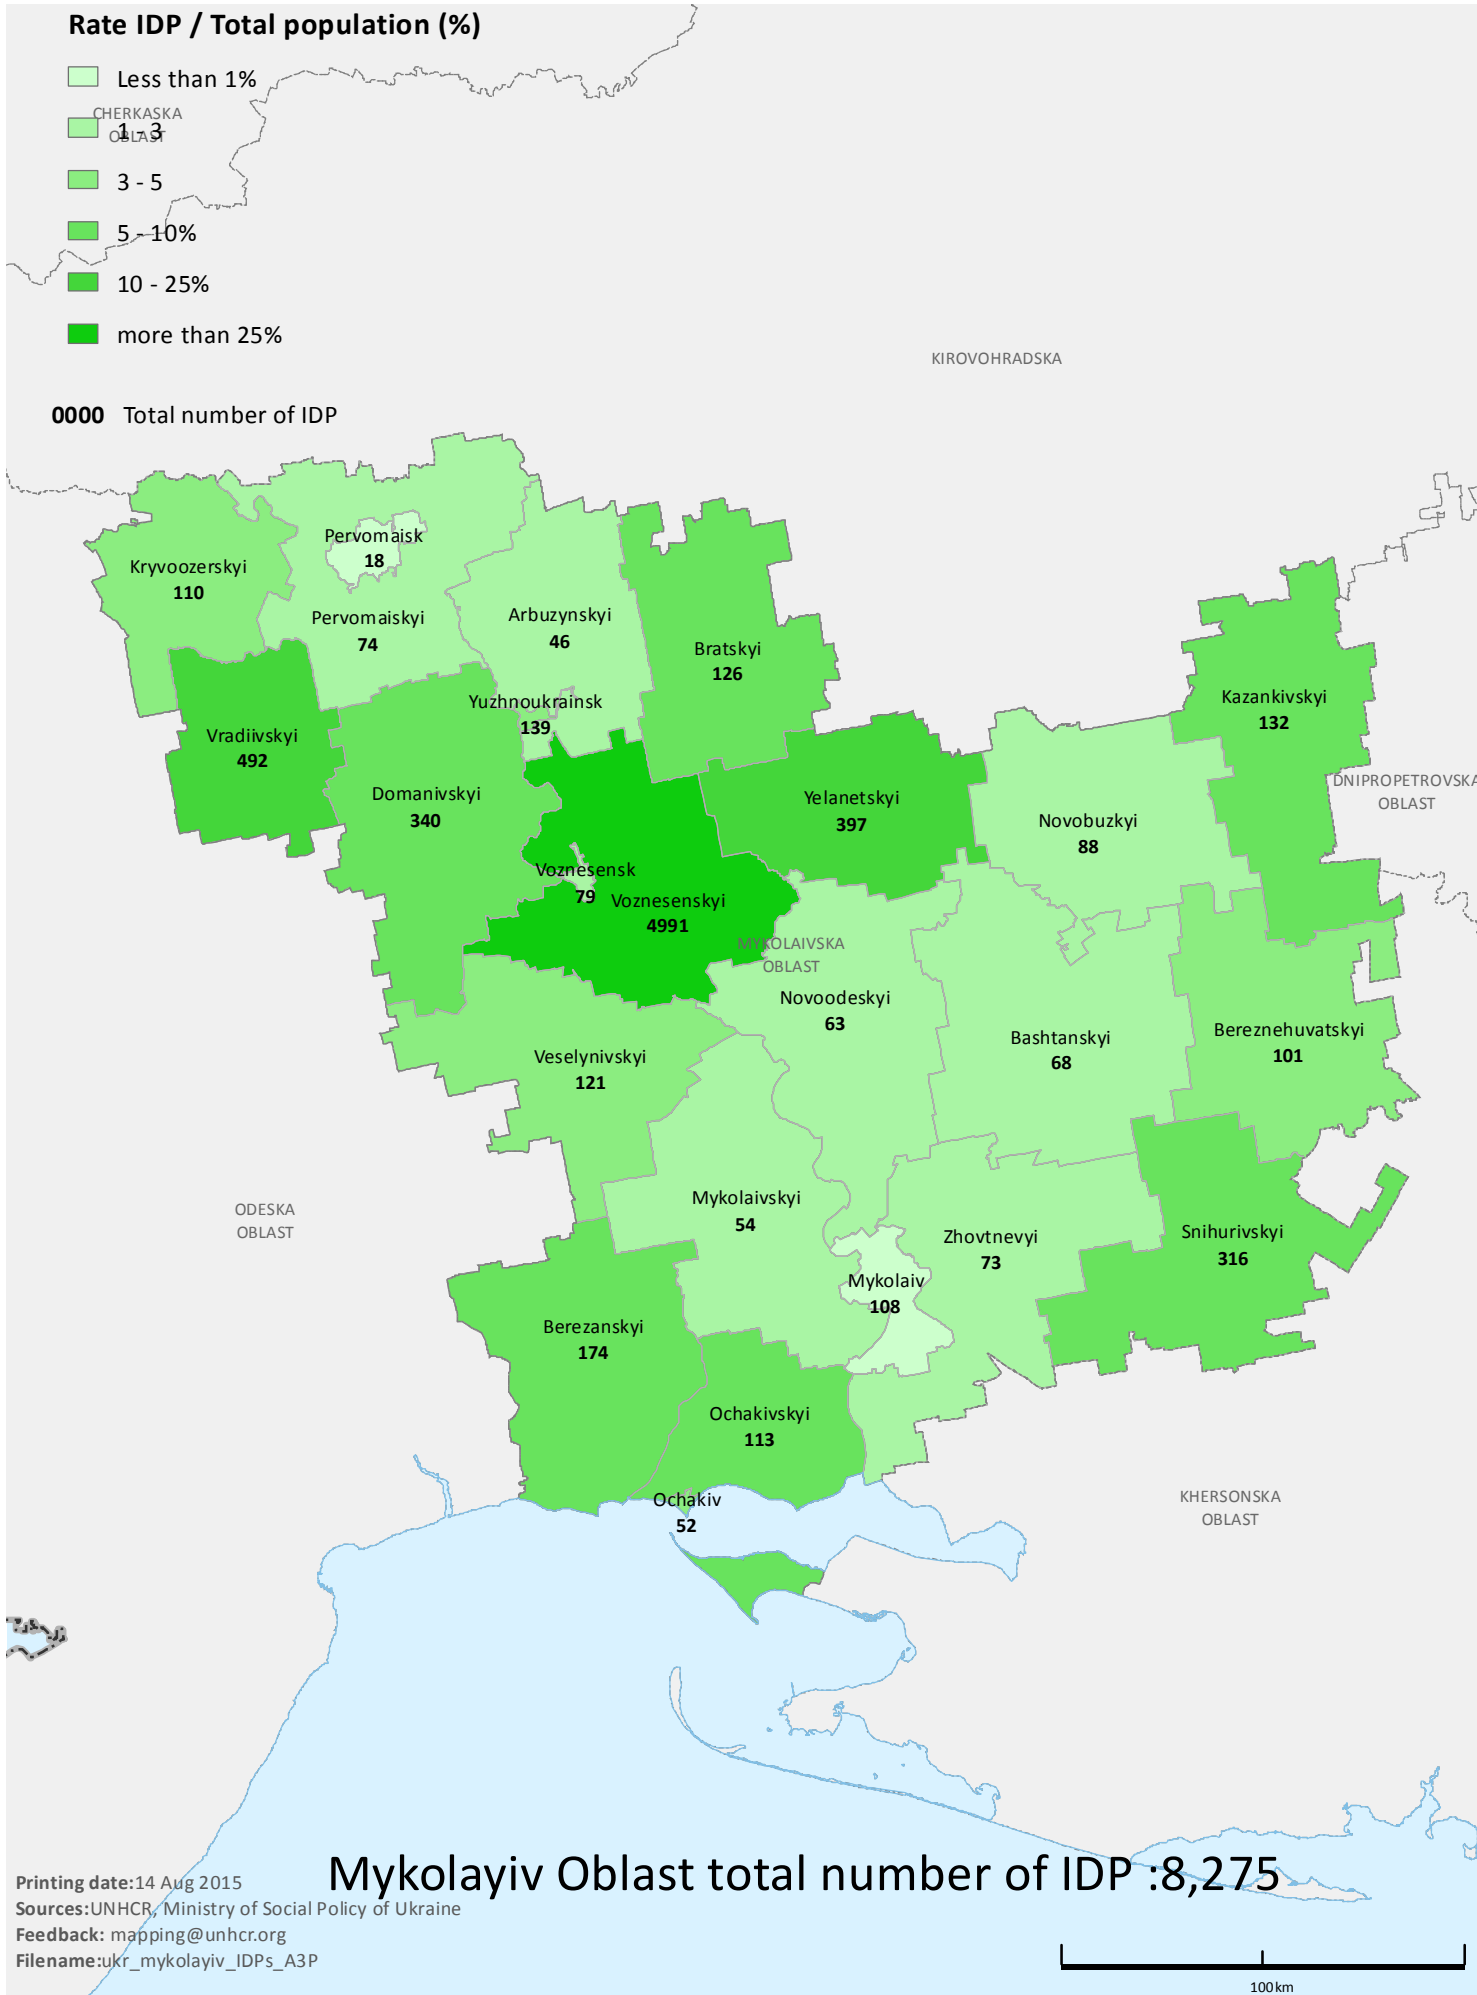 Rate IDP / Total population (%)
Less than 1%
CHERKASKA
OBLAST
1 - 3
3 - 5
5 - 10%
10 - 25%
more than 25%
KIROVOHRADSKA
0000 Total number of IDP
Pervomaisk
18
Kryvoozerskyi
110
Pervomaiskyi
74
Arbuzynskyi
46
Bratskyi
126
Kazankivskyi
132
Yuzhnoukrainsk
139
Vradiivskyi
492
Domanivskyi
340
Yelanetskyi
397
Novobuzkyi
88
DNIPROPETROVSKA
OBLAST
Voznesensk
79
Voznesenskyi
4991
MYKOLAIVSKA
OBLAST
Novoodeskyi
63
Bashtanskyi
68
Bereznehuvatskyi
101
Veselynivskyi
121
ODESKA
OBLAST
Mykolaivskyi
54
Zhovtnevyi
73
Snihurivskyi
316
Mykolaiv
108
Berezanskyi
174
Ochakivskyi
113
Ochakiv
52
KHERSONSKA
OBLAST
Mykolayiv Oblast total number of IDP :8,275
Printing date:14 Aug 2015
Sources:UNHCR, Ministry of Social Policy of Ukraine
Feedback: mapping@unhcr.org
Filename:ukr_mykolayiv_IDPs_A3P
100km